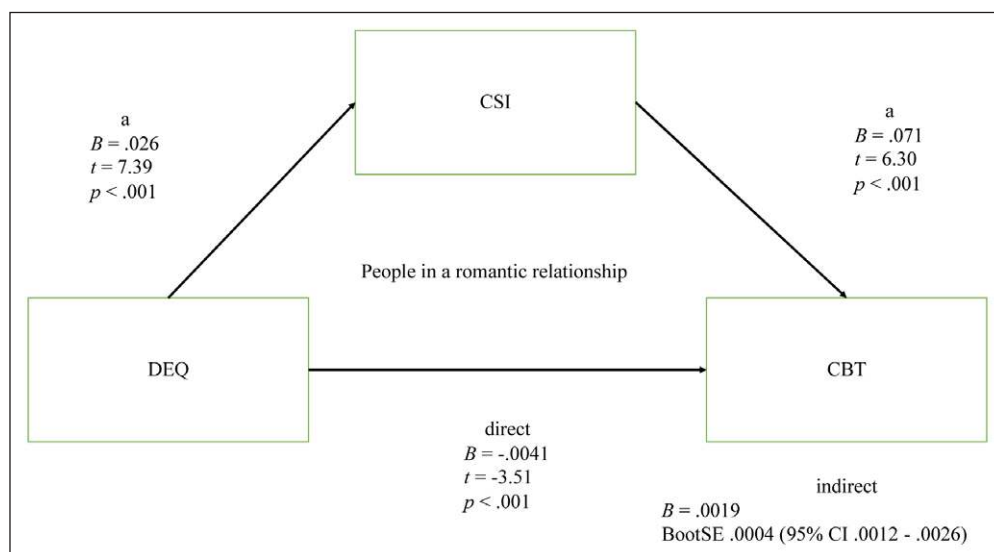 CSI
a
B = .026
t = 7.39
p < .001
a
B = .071
t = 6.30
p < .001
People in a romantic relationship
DEQ
CBT
direct
B = -.0041
t = -3.51
p < .001
indirect
B = .0019
BootSE .0004 (95% CI .0012 - .0026)